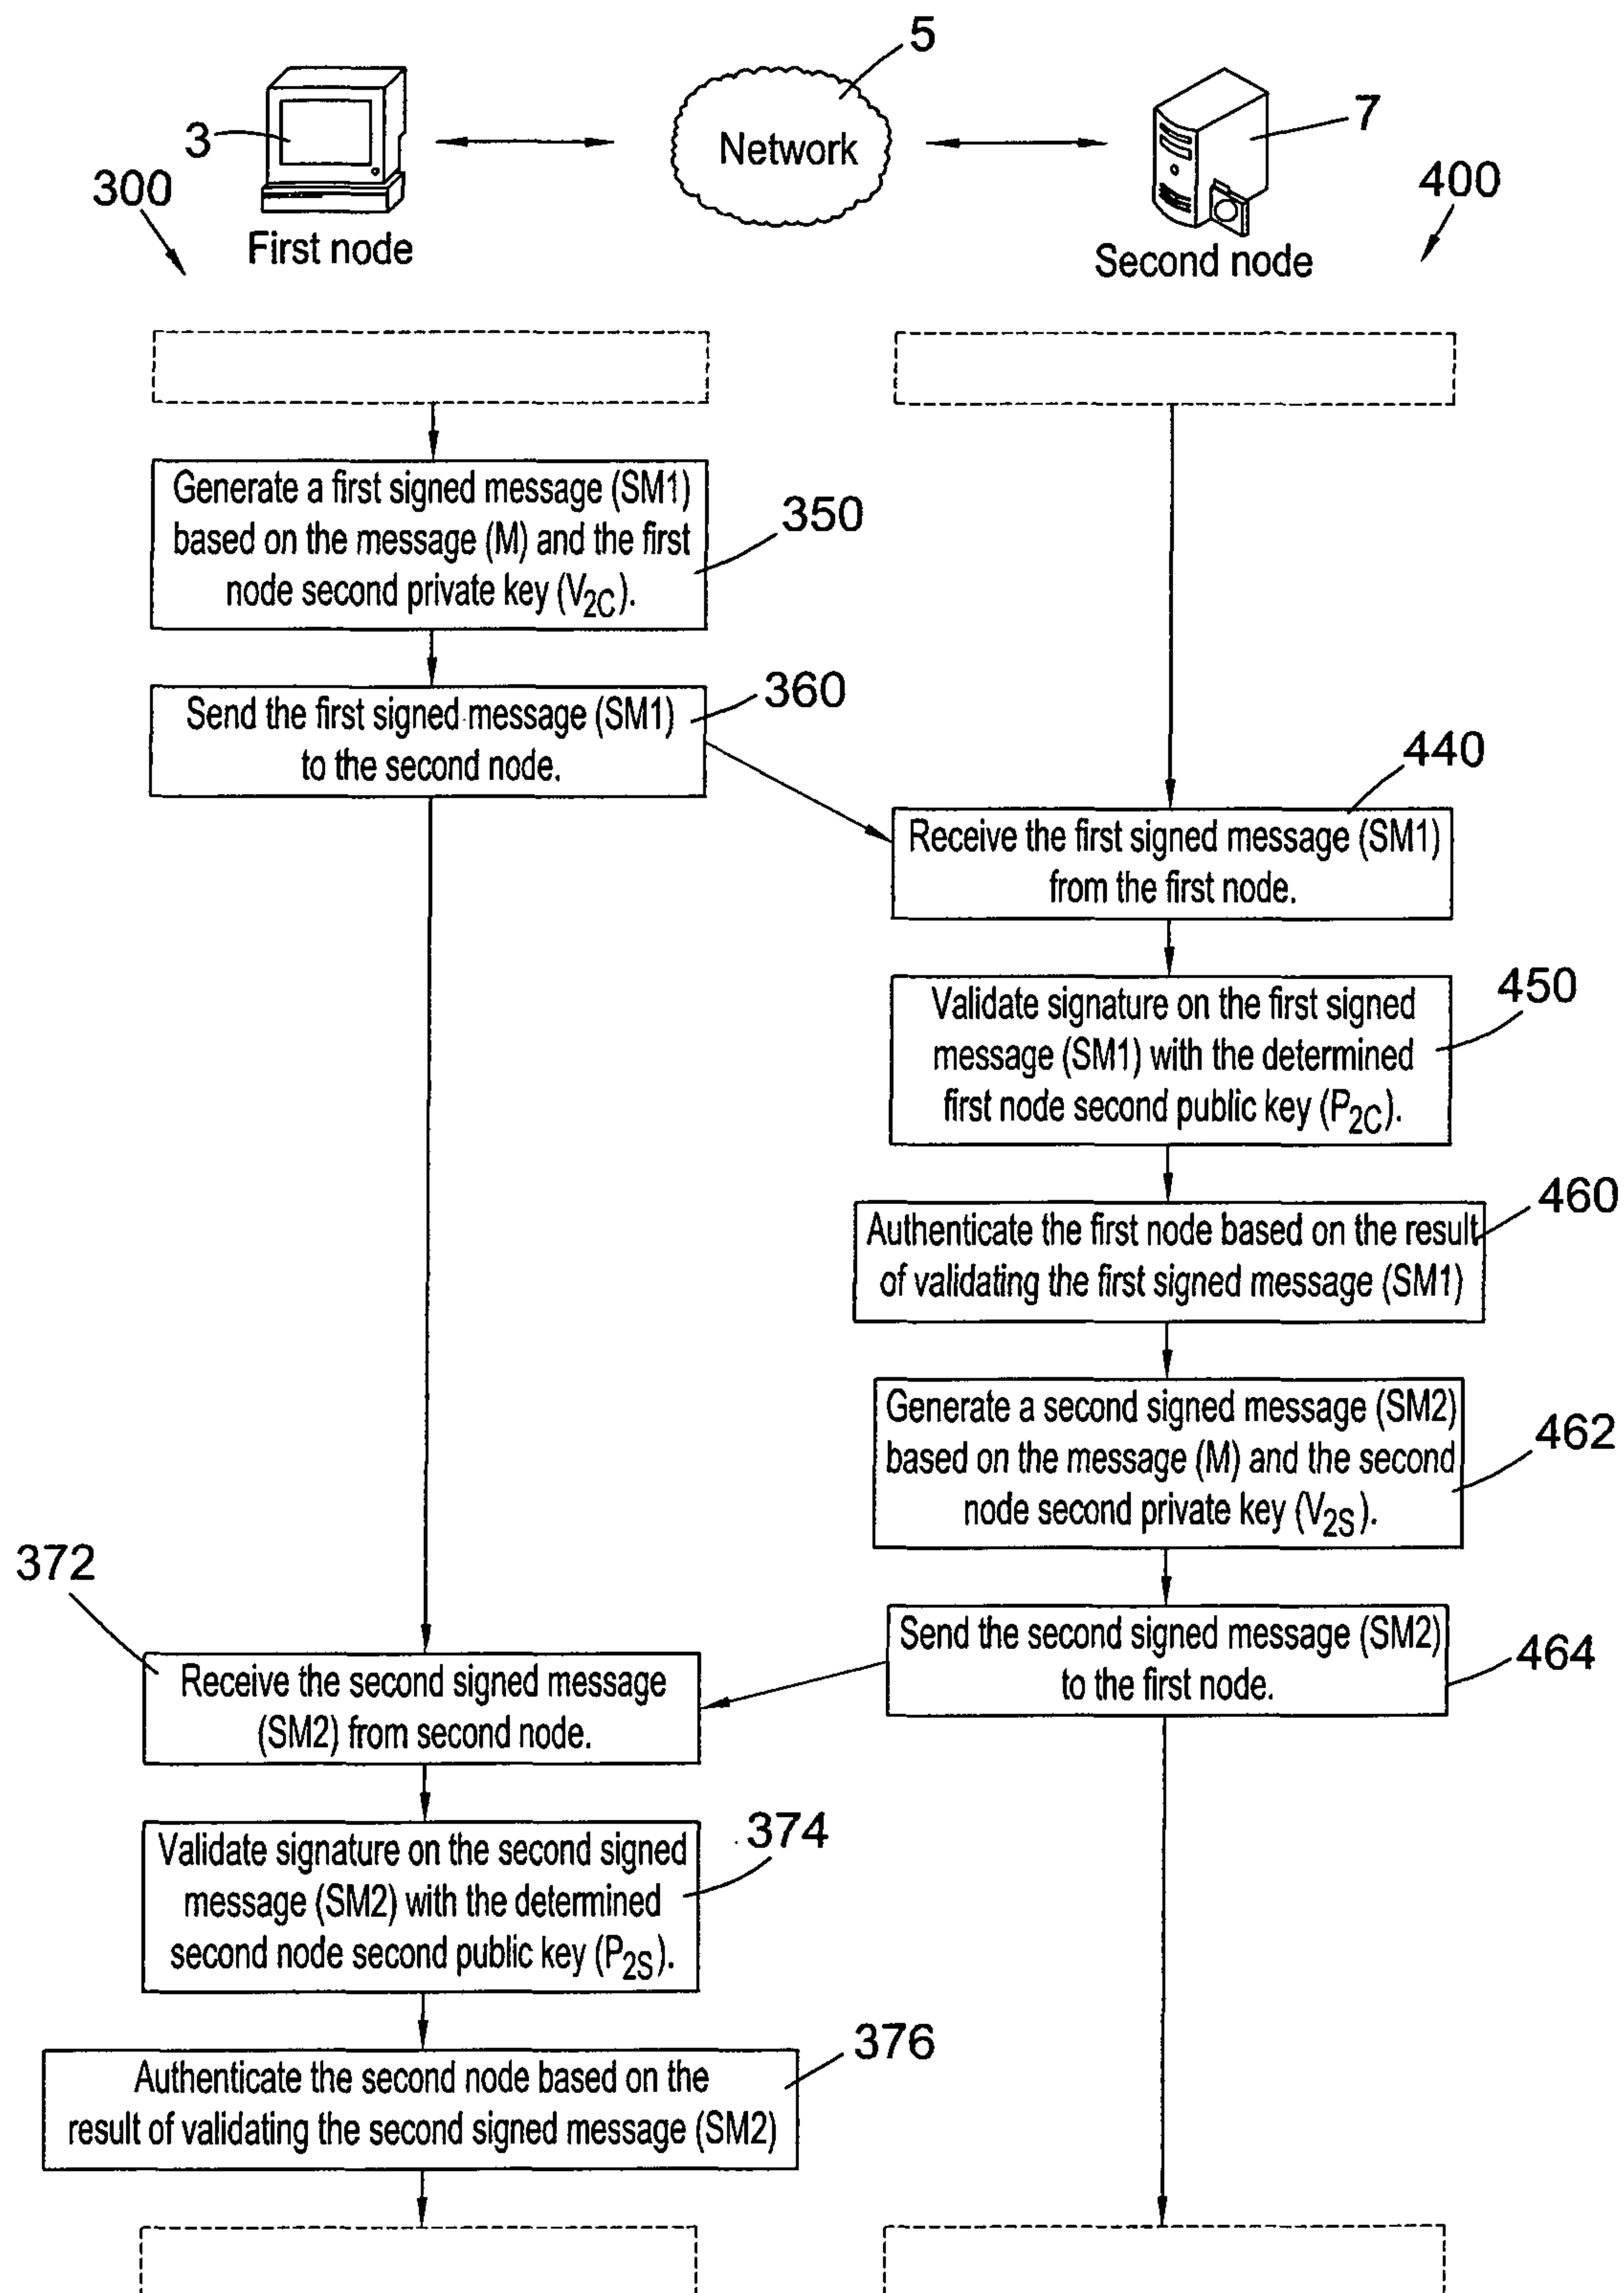 5
3
Network
7
300
400
First node
Second node
Generate a first signed message (SM1)
based on the message (M) and the first
node second private key (V2C).
350
Send the first signed message (SM1)
to the second node.
360
440
Receive the first signed message (SM1)
from the first node.
Validate signature on the first signed
message (SM1) with the determined
first node second public key (P2C).
450
Authenticate the first node based on the result
of validating the first signed message (SM1)
460
Generate a second signed message (SM2)
based on the message (M) and the second
node second private key (V2S).
462
Send the second signed message (SM2)
to the first node.
464
372
Receive the second signed message
(SM2) from second node.
Validate signature on the second signed
message (SM2) with the determined
second node second public key (P2S).
374
Authenticate the second node based on the
result of validating the second signed message (SM2)
376